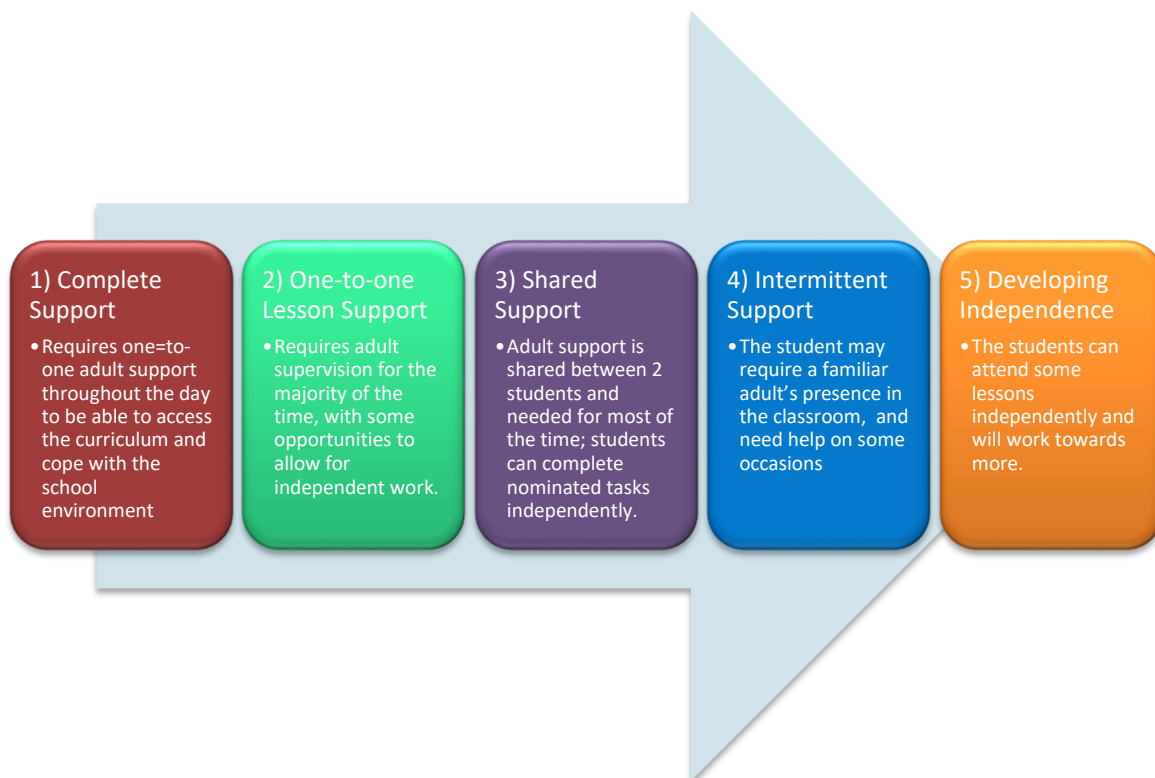 1) Complete
Support
•Requires one=to-
one adult support
throughout the day
to be able to access
the curriculum and
cope with the
school
environment
2) One-to-one
Lesson Support
•Requires adult
supervision for the
majority of the
time, with some
opportunities to
allow for
independent work.
3) Shared
Support
•Adult support is
shared between 2
students and
needed for most of
the time; students
can complete
nominated tasks
independently.
4) Intermittent
Support
•The student may
require a familiar
adult’s presence in
the classroom,  and
need help on some
occasions
5) Developing
Independence
•The students can
attend some
lessons
independently and
will work towards
more.